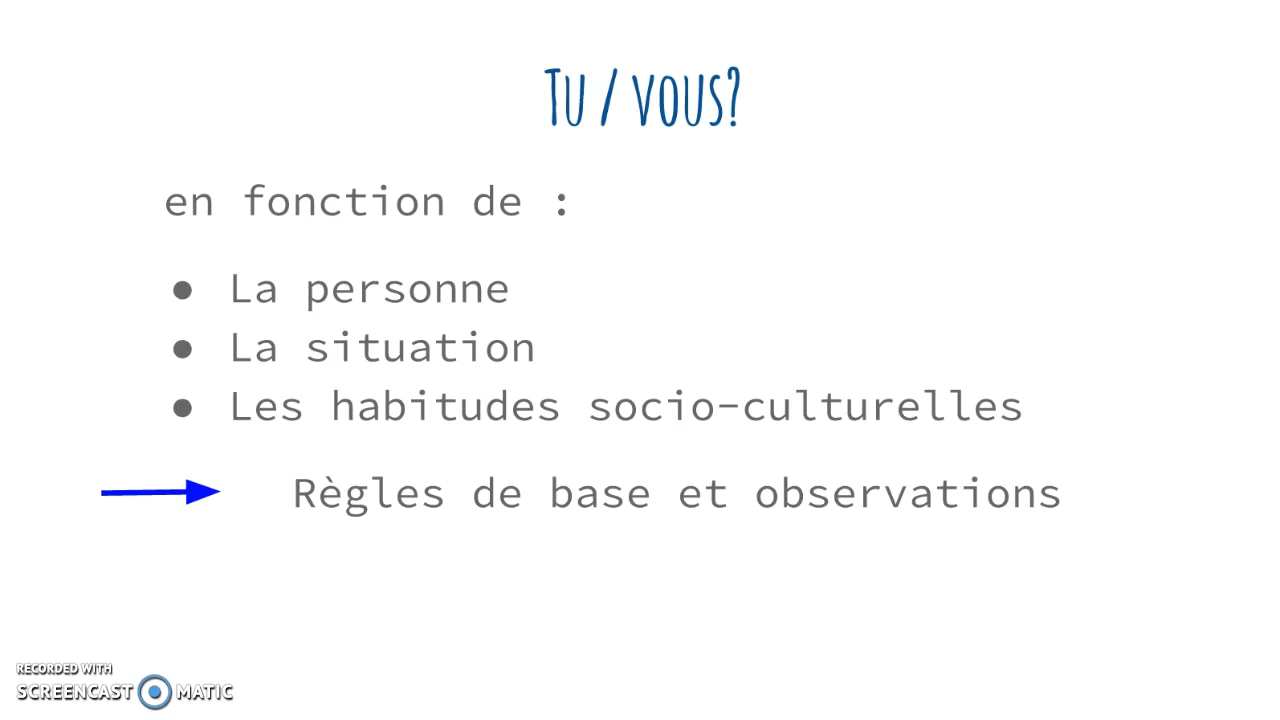 Tu / vous?
en fonction de :
● La personne
● La situation
● Les habitudes socio-culturelles
Règles de base et observations
RECORDED WITH
SCREENCAST MATIC